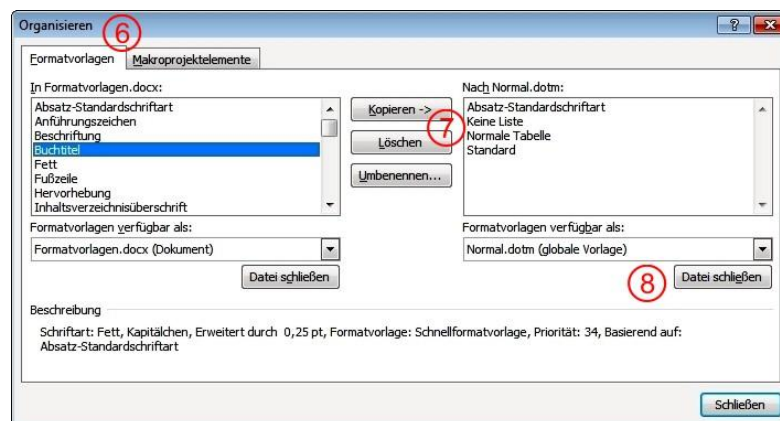 Organisieren
⑥
Formatvorlagen
Makroprojektelemente
In Formatvorlagen.docx:
Absatz-Standardschriftart
Anführungszeichen
Beschriftung
Buchtitel
Fett
Fußzeile
Hervorhebung
Inhaltsverzeichnisüberschrift
Kopieren ->
⑦
Löschen
Umbenennen...
Nach Normal.dotm:
Absatz-Standardschriftart
Keine Liste
Normale Tabelle
Standard
Formatvorlagen verfügbar als:
Formatvorlagen.docx (Dokument)
Datei schließen
Formatvorlagen verfügbar als:
Normal.dotm (globale Vorlage)
⑧
Datei schließen
Beschreibung
Schriftart: Fett, Kapitälchen, Erweitert durch 0,25 pt, Formatvorlage: Schnellformatvorlage, Priorität: 34, Basierend auf:
Absatz-Standardschriftart
Schließen